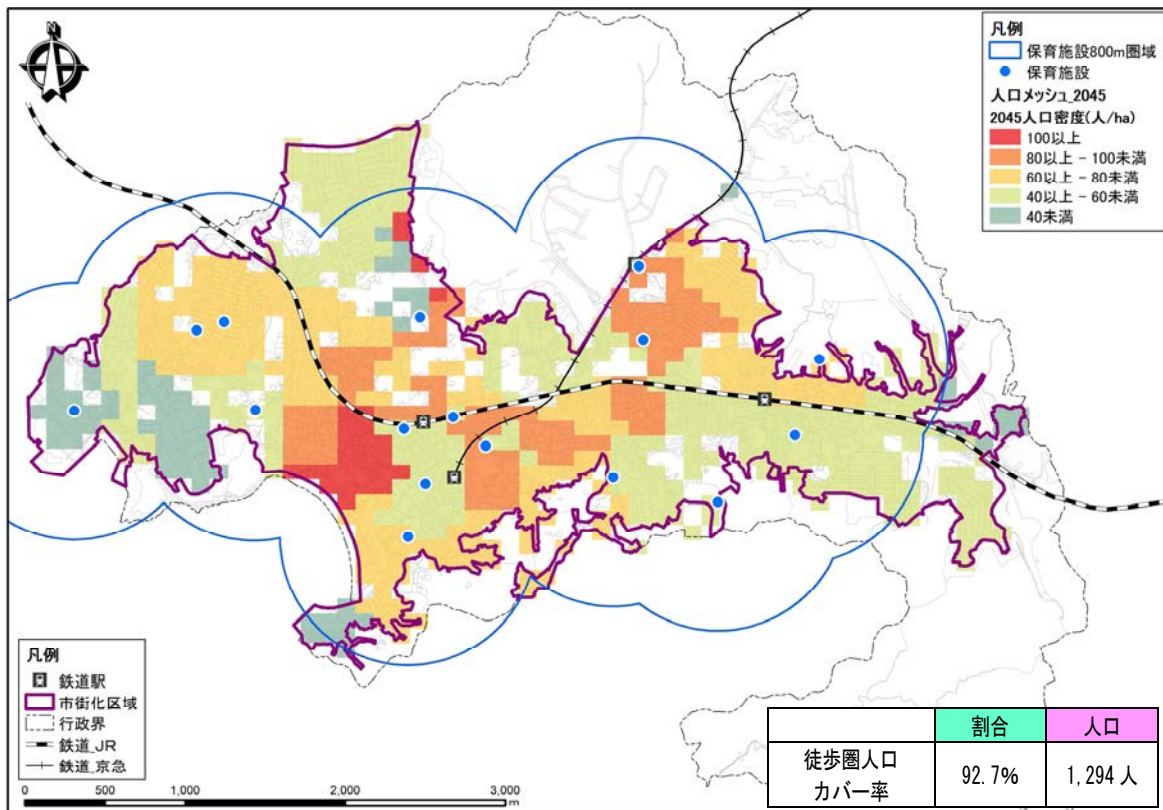 N
凡例
保育施設800m圏域
保育施設
人口メッシュ_2045
2045人口密度(人/ha)
100以上
80以上 - 100未満
60以上 - 80未満
40以上 - 60未満
40未満
凡例
鉄道駅
市街化区域
行政界
鉄道_JR
鉄道_京急
0 500 1,000 2,000 3,000
m
割合 人口
徒歩圏人口
カバー率 92.7% 1,294 人